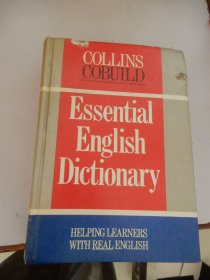 COLLINS
COBUILD
Essential
English
Dictionary
HELPING LEARNERS
WITH REAL ENGLISH